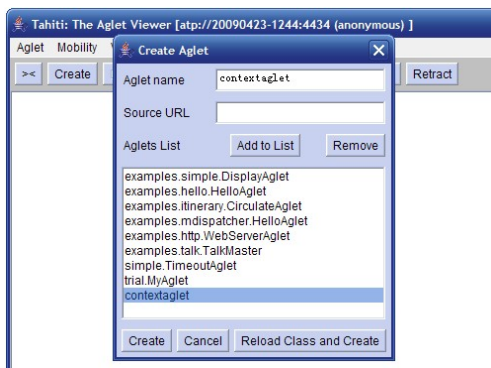 Tahiti: The Aglet Viewer [atp://20090423-1244:4434 (anonymous) ]
Aglet Mobility
Create Aglet
>< Create Retract
Aglet name contextaglet
Source URL
Aglets List Add to List Remove
examples.simple.DisplayAglet
examples.hello.HelloAglet
examples.itinerary.CirculateAglet
examples.mdispatcher.HelloAglet
examples.http.WebServerAglet
examples.talk.TalkMaster
simple.TimeoutAglet
trial.MyAglet
contextaglet
Create Cancel Reload Class and Create